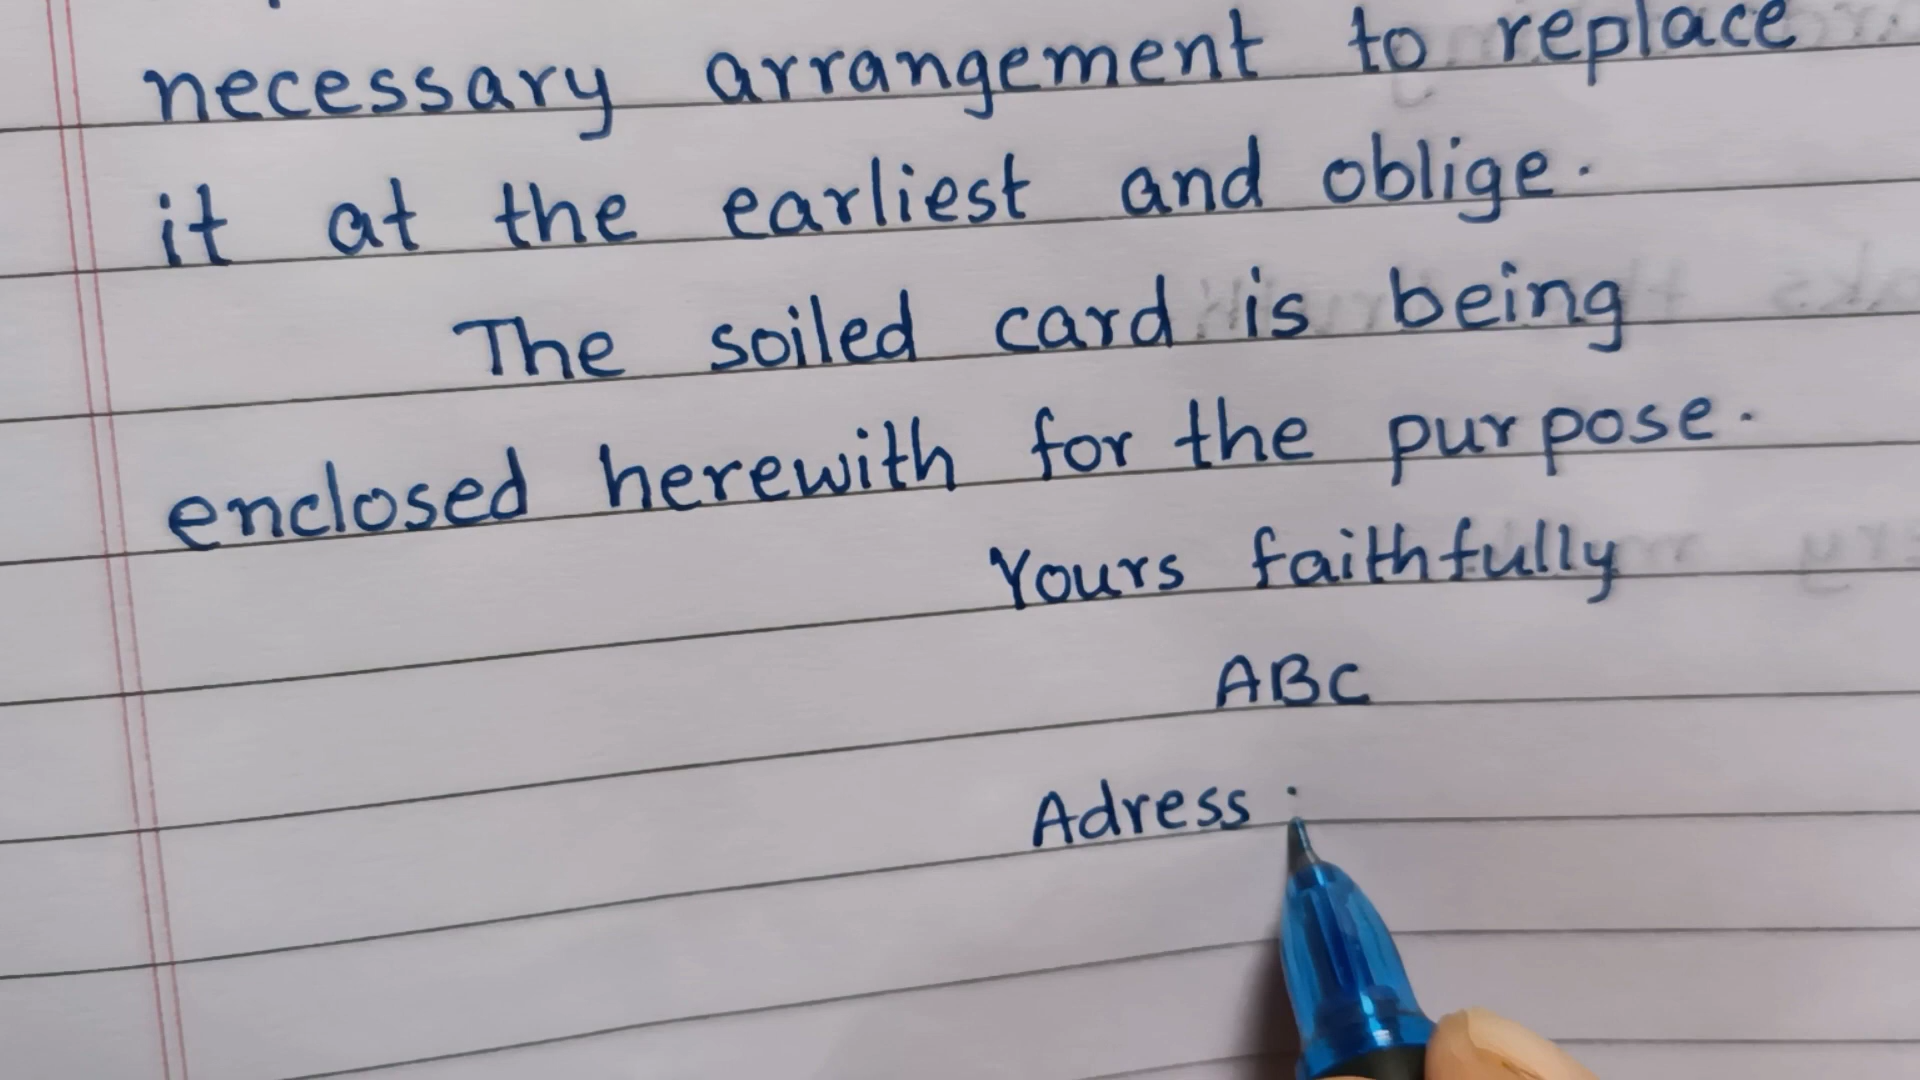 necessary arrangement to replace
it at the earliest and oblige.
The soiled card is being
enclosed herewith for the purpose.
Yours faithfully
ABC
Adress :